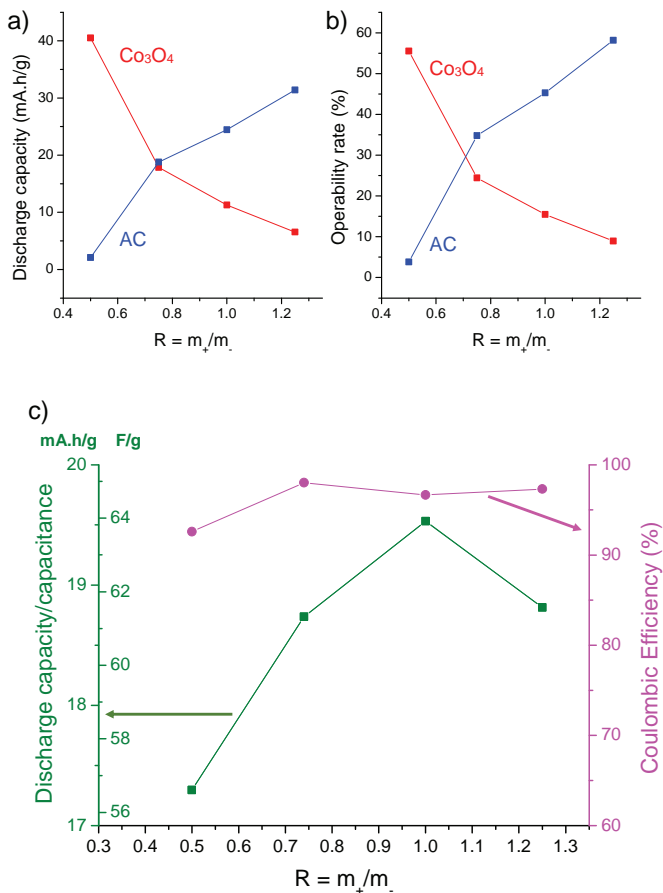 a)
Discharge capacity (mA.h/g)
40
30
20
10
0
Co₃O₄
AC
0.4 0.6 0.8 1.0 1.2
R = m₊/m₋
b)
Operability rate (%)
60
50
40
30
20
10
0
Co₃O₄
AC
0.4 0.6 0.8 1.0 1.2
R = m₊/m₋
c)
mA.h/g F/g
Discharge capacity/capacitance
20
19
18
17
64
62
60
58
56
100
90
80
70
60
Coulombic Efficiency (%)
0.3 0.4 0.5 0.6 0.7 0.8 0.9 1.0 1.1 1.2 1.3
R = m₊/m₋